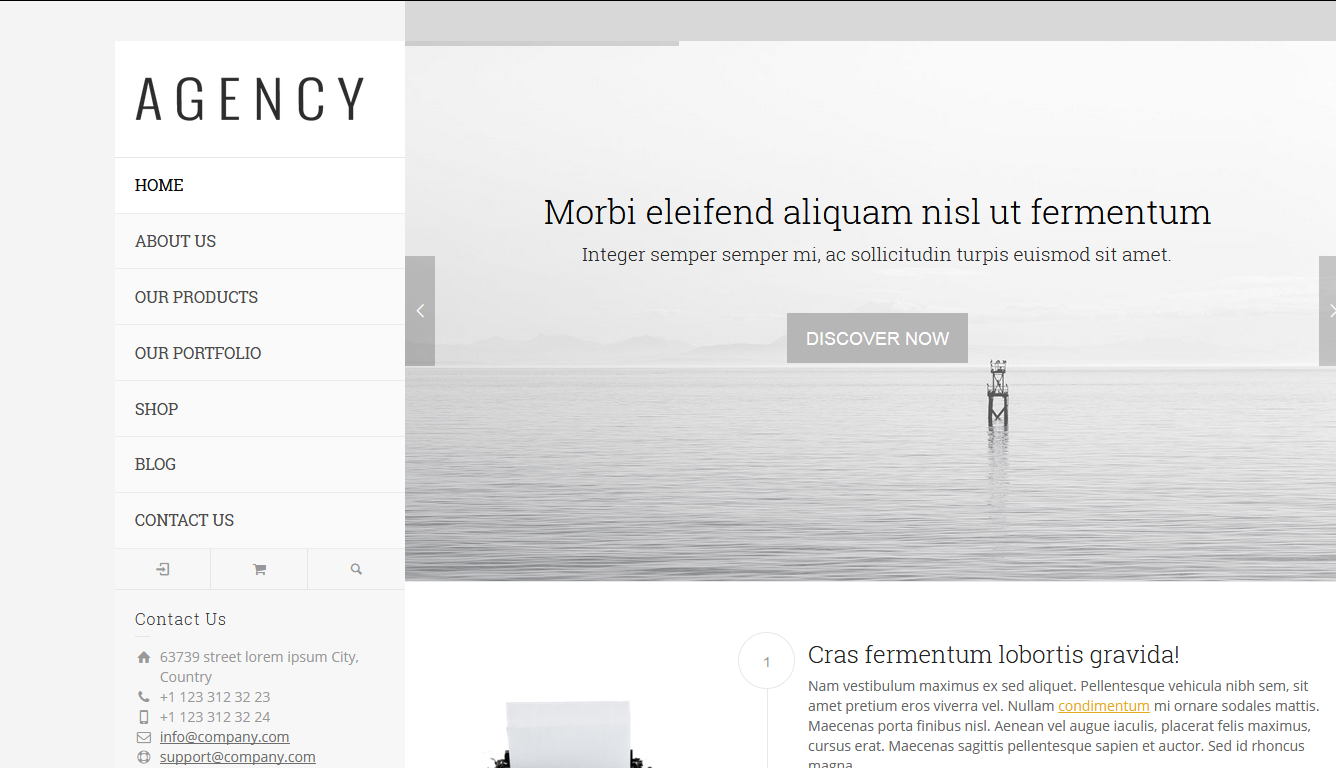 AGENCY
HOME
ABOUT US
OUR PRODUCTS
OUR PORTFOLIO
SHOP
BLOG
CONTACT US
Contact Us
63739 street lorem ipsum City,
Country
+1 123 312 32 23
+1 123 312 32 24
info@company.com
support@company.com
Morbi eleifend aliquam nisl ut fermentum
Integer semper semper mi, ac sollicitudin turpis euismod sit amet.
DISCOVER NOW
1
Cras fermentum lobortis gravida!
Nam vestibulum maximus ex sed aliquet. Pellentesque vehicula nibh sem, sit
amet pretium eros viverra vel. Nullam condimentum mi ornare sodales mattis.
Maecenas porta finibus nisl. Aenean vel augue iaculis, placerat felis maximus,
cursus erat. Maecenas sagittis pellentesque sapien et auctor. Sed id rhoncus
magna